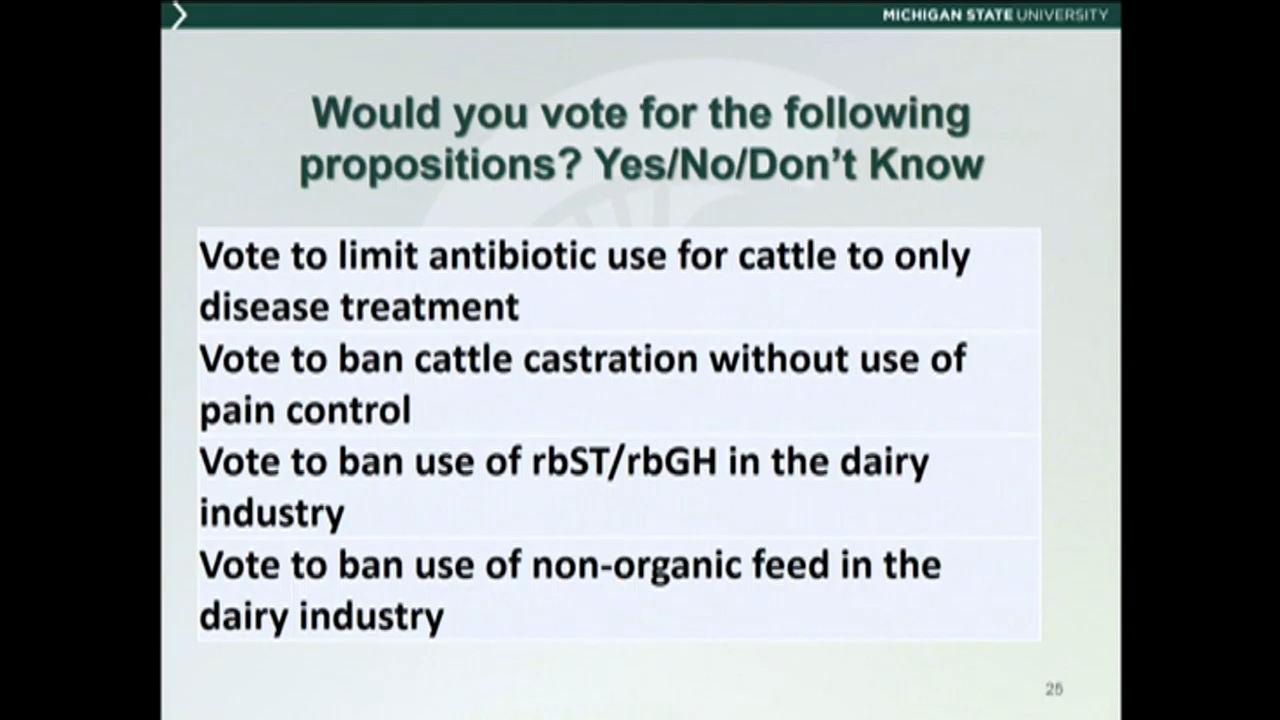 MICHIGAN STATE UNIVERSITY
Would you vote for the following
propositions? Yes/No/Don't Know
Vote to limit antibiotic use for cattle to only
disease treatment
Vote to ban cattle castration without use of
pain control
Vote to ban use of rbST/rbGH in the dairy
industry
Vote to ban use of non-organic feed in the
dairy industry
25